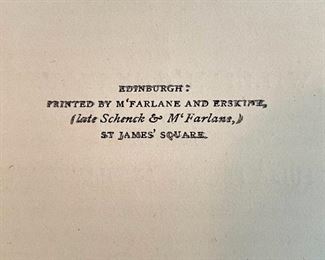 EDINBURGH:
PRINTED BY M‘FARLANE AND ERSKINE,
(late Schenck & M‘Farlane,)
ST JAMES' SQUARE.